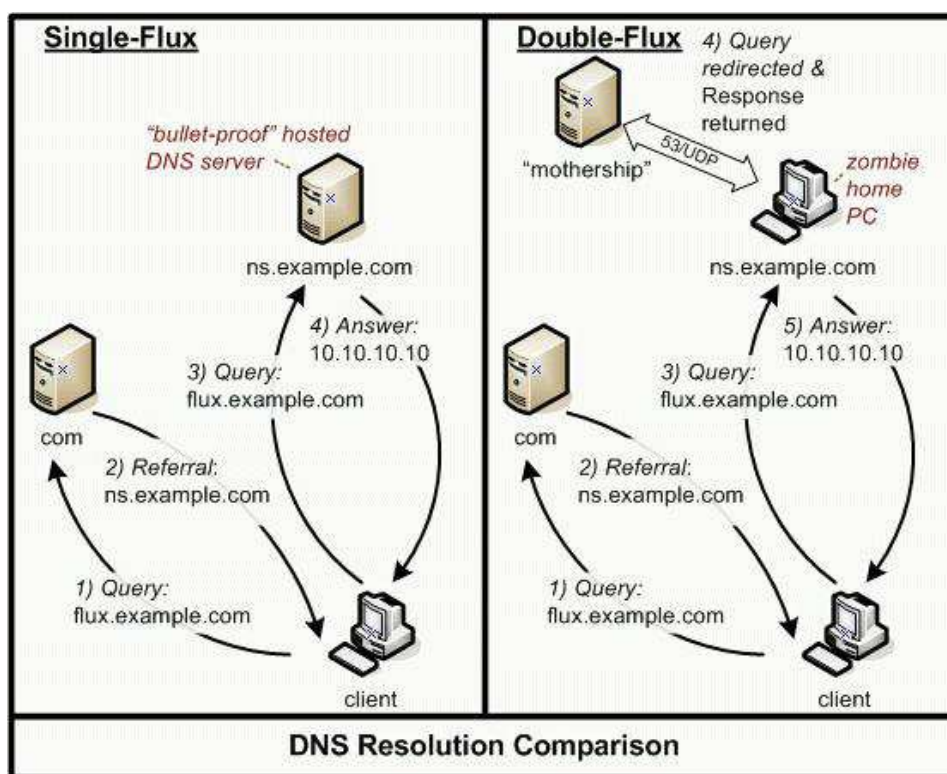 Single-Flux
"bullet-proof" hosted
DNS server
ns.example.com
4) Answer:
10.10.10.10
3) Query:
flux.example.com
com
2) Referral:
ns.example.com
1) Query:
flux.example.com
client
Double-Flux
4) Query
redirected &
Response
returned
53/UDP
"mothership"
zombie
home
PC
ns.example.com
5) Answer:
10.10.10.10
3) Query:
flux.example.com
com
2) Referral:
ns.example.com
1) Query:
flux.example.com
client
DNS Resolution Comparison